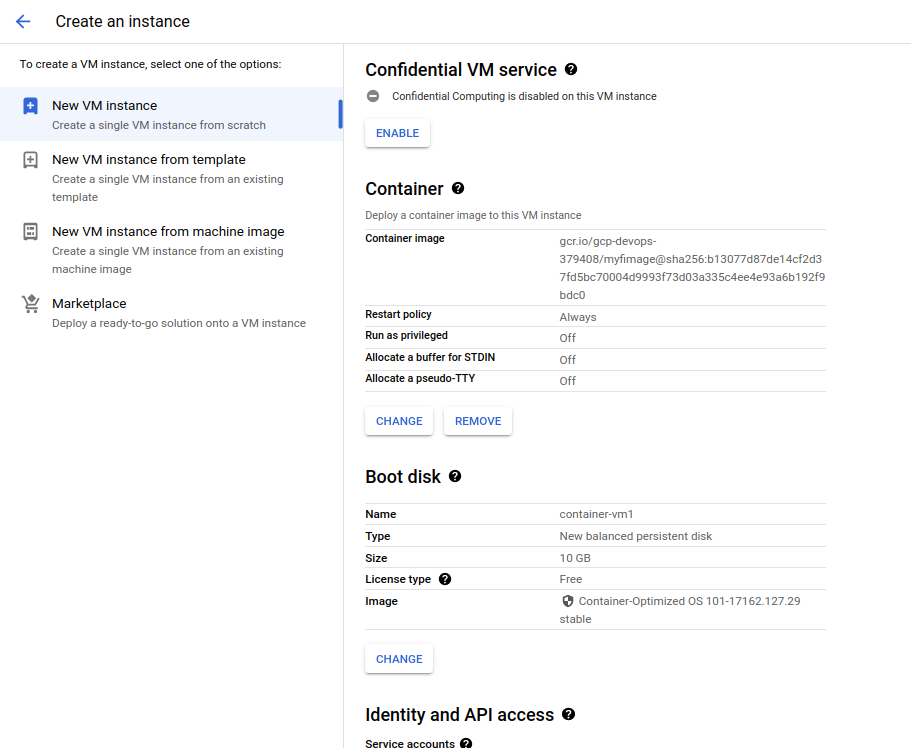 Create an instance
To create a VM instance, select one of the options:
New VM instance
Create a single VM instance from scratch
New VM instance from template
Create a single VM instance from an existing
template
New VM instance from machine image
Create a single VM instance from an existing
machine image
Marketplace
Deploy a ready-to-go solution onto a VM instance
Confidential VM service
Confidential Computing is disabled on this VM instance
ENABLE
Container
Deploy a container image to this VM instance
Container image
gcr.io/gcp-devops-
379408/myfimage@sha256:b13077d87de14cf2d3
7fd5bc70004d9993f73d03a335c4ee4e93a6b192f9
bdc0
Restart policy Always
Run as privileged Off
Allocate a buffer for STDIN Off
Allocate a pseudo-TTY Off
CHANGE REMOVE
Boot disk
Name container-vm1
Type New balanced persistent disk
Size 10 GB
License type Free
Image Container-Optimized OS 101-17162.127.29
stable
CHANGE
Identity and API access
Service accounts